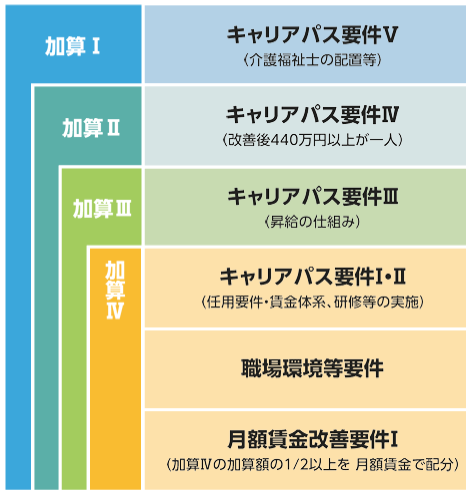 加算Ⅰ
キャリアパス要件Ⅴ
〈介護福祉士の配置等〉
加算Ⅱ
キャリアパス要件Ⅳ
〈改善後440万円以上が一人〉
加算Ⅲ
キャリアパス要件Ⅲ
〈昇給の仕組み〉
加算Ⅳ
キャリアパス要件Ⅰ・Ⅱ
〈任用要件・賃金体系、研修等の実施〉
職場環境等要件
月額賃金改善要件Ⅰ
〈加算Ⅳの加算額の1/2以上を 月額賃金で配分〉